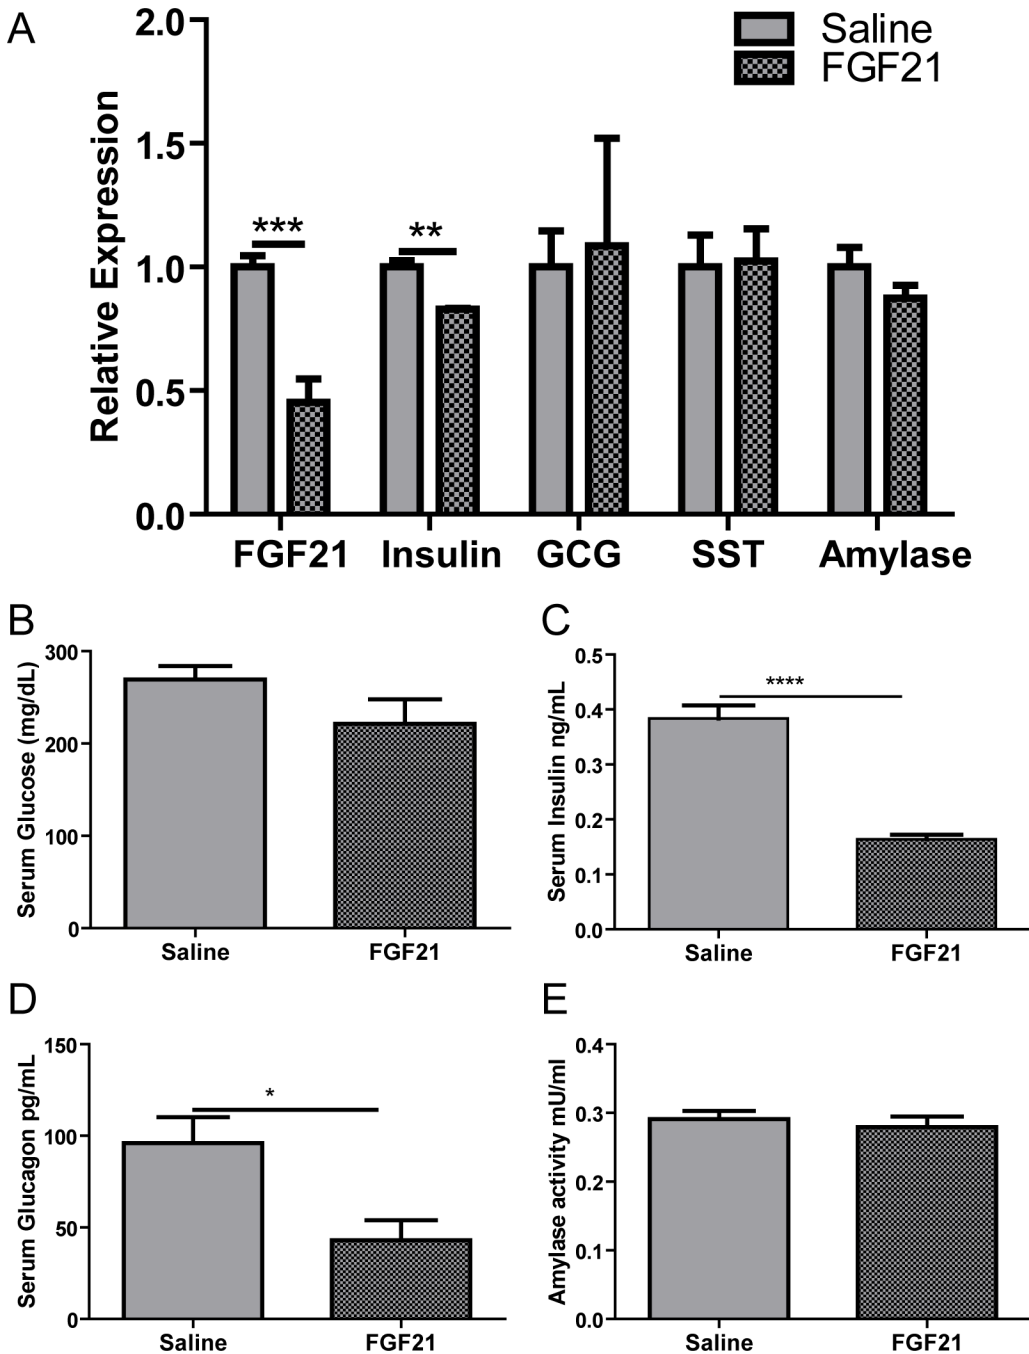 A
Saline
FGF21
Relative Expression
2.0
1.5
1.0
0.5
0.0
***
**
FGF21 Insulin GCG SST Amylase
B
Serum Glucose (mg/dL)
300
200
100
0
Saline FGF21
C
Serum Insulin ng/mL
0.5
0.4
0.3
0.2
0.1
0.0
****
Saline FGF21
D
Serum Glucagon pg/mL
150
100
50
0
*
Saline FGF21
E
Amylase activity mU/ml
0.4
0.3
0.2
0.1
0.0
Saline FGF21